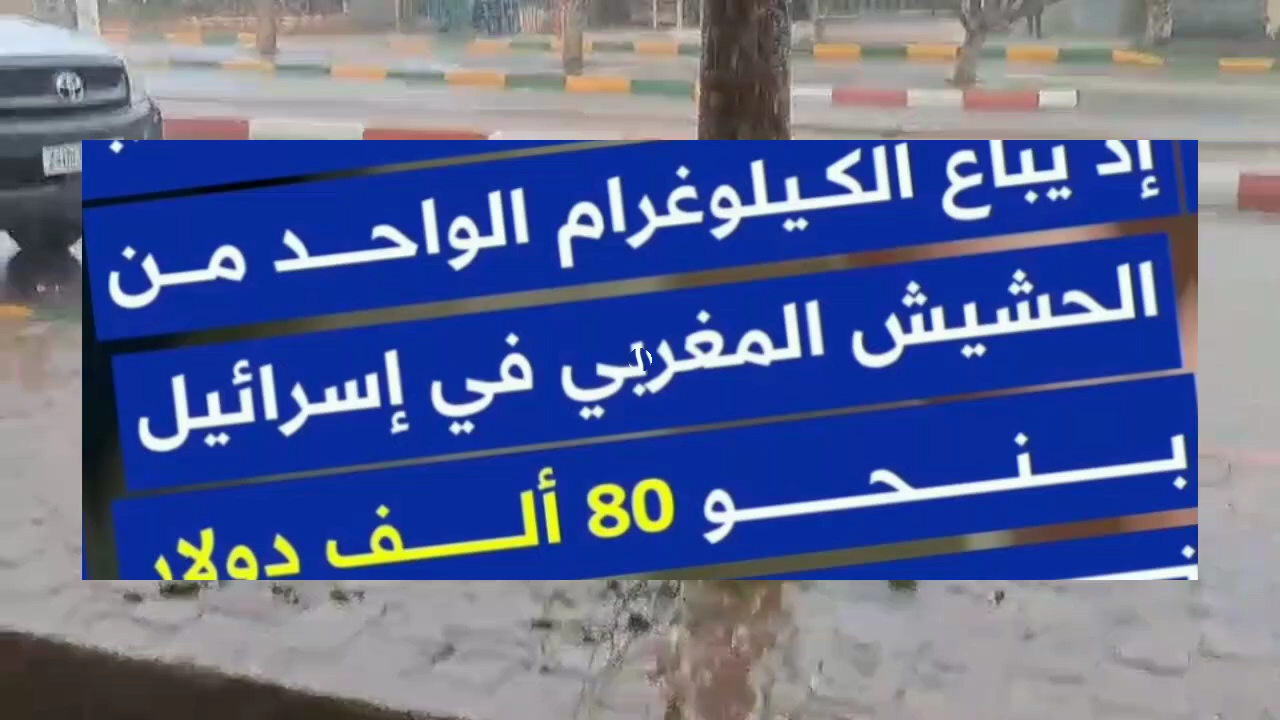 إذ يباع الكيلوغرام الواحد من
الحشيش المغربي في إسرائيل
بنحو 80 ألف دولار